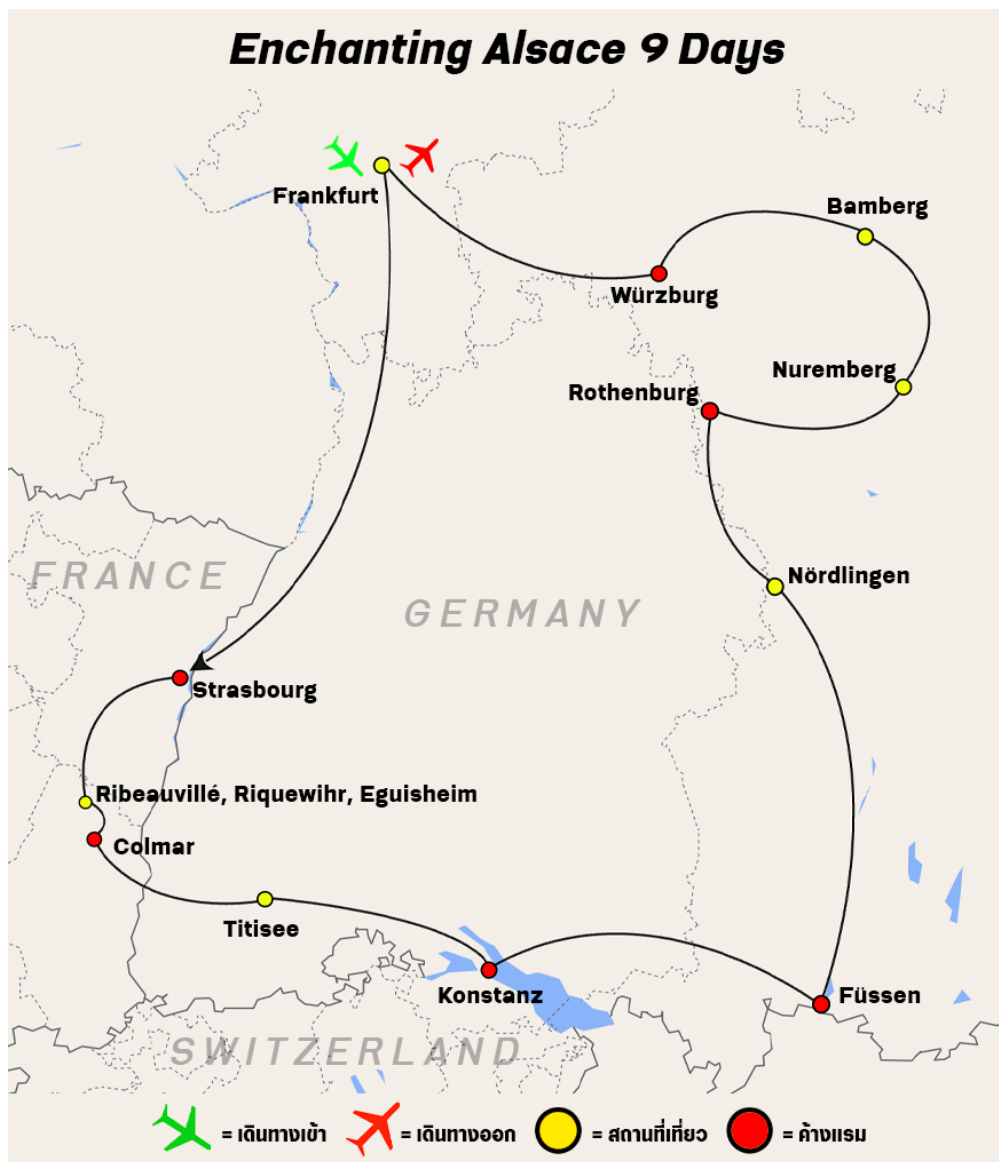 Enchanting Alsace 9 Days
Frankfurt
Bamberg
Würzburg
Nuremberg
Rothenburg
FRANCE
Nördlingen
GERMANY
Strasbourg
Ribeauvillé, Riquewihr, Eguisheim
Colmar
Titisee
Konstanz
Füssen
SWITZERLAND
= เดินทางเข้า = เดินทางออก = สถานที่เที่ยว = ค้างแรม